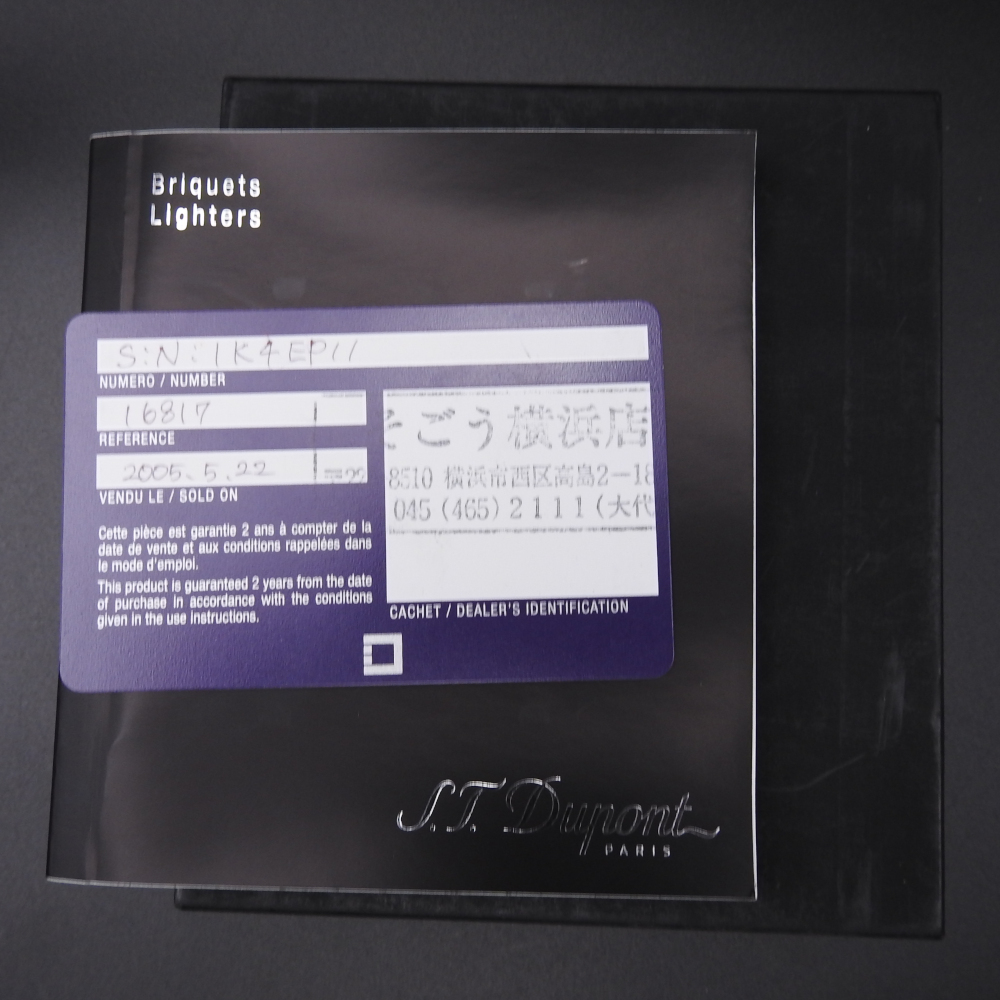 Briquets
Lighters
S:N:1K4EP11
NUMERO / NUMBER
16817
REFERENCE
2005.5.22
VENDU LE / SOLD ON
そごう横浜店
8510 横浜市西区高島2-18
045 (465) 2111 (大代
CACHET / DEALER'S IDENTIFICATION
Cette pièce est garantie 2 ans à compter de la
date de vente et aux conditions rappelées dans
le mode d'emploi.
This product is guaranteed 2 years from the date
of purchase in accordance with the conditions
given in the use instructions.
S.T. Dupont
PARIS